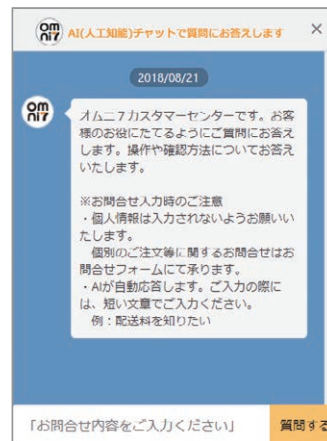 omni7 AI(人工知能)チャットで質問にお答えします ×
2018/08/21
omni7
オムニ7カスタマーセンターです。お客
様のお役にたてるようにご質問にお答え
します。操作や確認方法についてお答え
いたします。
※お問合せ入力時のご注意
・個人情報は入力されないようお願いい
たします。
個別のご注文等に関するお問合せはお
問合せフォームにて承ります。
・AIが自動応答します。ご入力の際に
は、短い文章でご入力ください。
例：配送料を知りたい
「お問合せ内容をご入力ください」 質問する